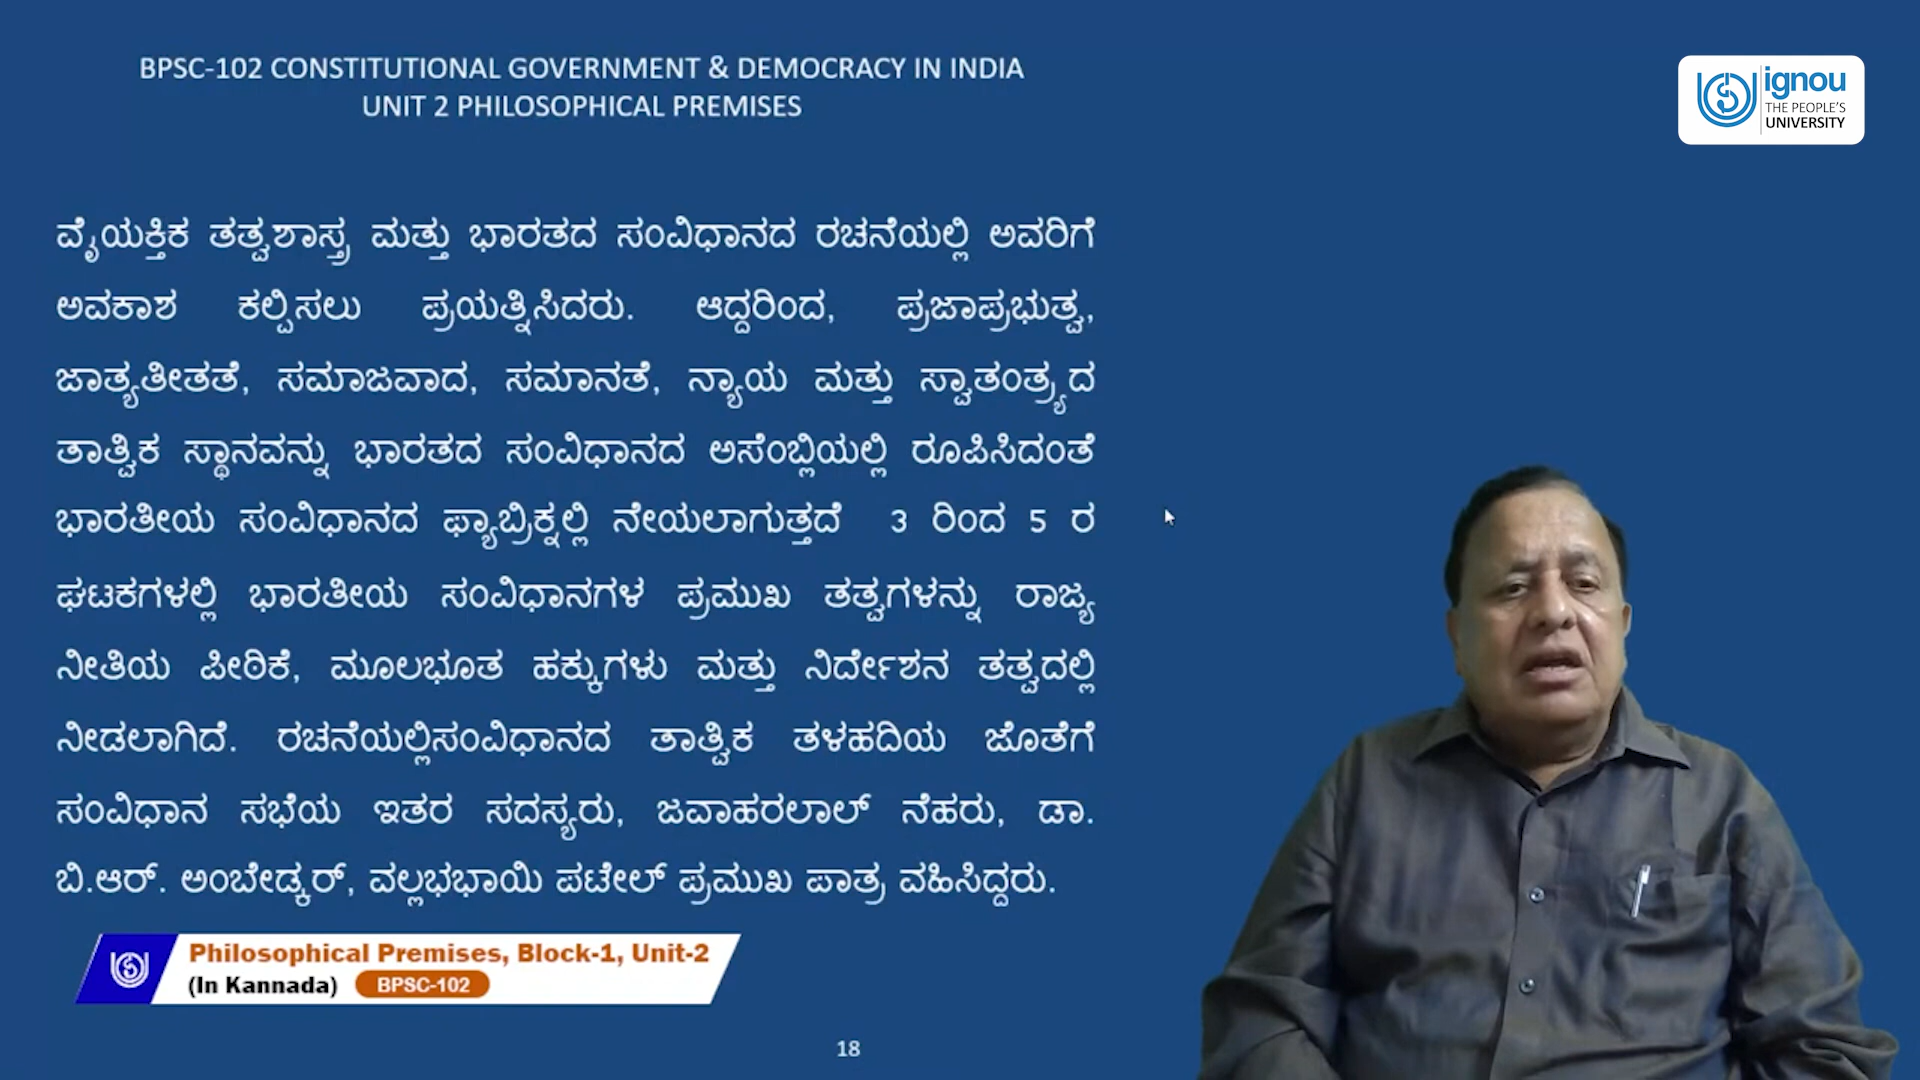 BPSC-102 CONSTITUTIONAL GOVERNMENT & DEMOCRACY IN INDIA
UNIT 2 PHILOSOPHICAL PREMISES
ignou
THE PEOPLE'S
UNIVERSITY
ವೈಯಕ್ತಿಕ ತತ್ವಶಾಸ್ತ್ರ ಮತ್ತು ಭಾರತದ ಸಂವಿಧಾನದ ರಚನೆಯಲ್ಲಿ ಅವರಿಗೆ
ಅವಕಾಶ ಕಲ್ಪಿಸಲು ಪ್ರಯತ್ನಿಸಿದರು. ಆದ್ದರಿಂದ, ಪ್ರಜಾಪ್ರಭುತ್ವ,
ಜಾತ್ಯತೀತತೆ, ಸಮಾಜವಾದ, ಸಮಾನತೆ, ನ್ಯಾಯ ಮತ್ತು ಸ್ವಾತಂತ್ರ್ಯದ
ತಾತ್ವಿಕ ಸ್ಥಾನವನ್ನು ಭಾರತದ ಸಂವಿಧಾನದ ಅಸೆಂಬ್ಲಿಯಲ್ಲಿ ರೂಪಿಸಿದಂತೆ
ಭಾರತೀಯ ಸಂವಿಧಾನದ ಫ್ಯಾಬ್ರಿಕ್ನಲ್ಲಿ ನೇಯಲಾಗುತ್ತದೆ 3 ರಿಂದ 5 ರ
ಘಟಕಗಳಲ್ಲಿ ಭಾರತೀಯ ಸಂವಿಧಾನಗಳ ಪ್ರಮುಖ ತತ್ವಗಳನ್ನು ರಾಜ್ಯ
ನೀತಿಯ ಪೀಠಿಕೆ, ಮೂಲಭೂತ ಹಕ್ಕುಗಳು ಮತ್ತು ನಿರ್ದೇಶನ ತತ್ವದಲ್ಲಿ
ನೀಡಲಾಗಿದೆ. ರಚನೆಯಲ್ಲಿಸಂವಿಧಾನದ ತಾತ್ವಿಕ ತಳಹದಿಯ ಜೊತೆಗೆ
ಸಂವಿಧಾನ ಸಭೆಯ ಇತರ ಸದಸ್ಯರು, ಜವಾಹರಲಾಲ್ ನೆಹರು, ಡಾ.
ಬಿ.ಆರ್. ಅಂಬೇಡ್ಕರ್, ವಲ್ಲಭಭಾಯಿ ಪಟೇಲ್ ಪ್ರಮುಖ ಪಾತ್ರ ವಹಿಸಿದ್ದರು.
Philosophical Premises, Block-1, Unit-2
(In Kannada) BPSC-102
18